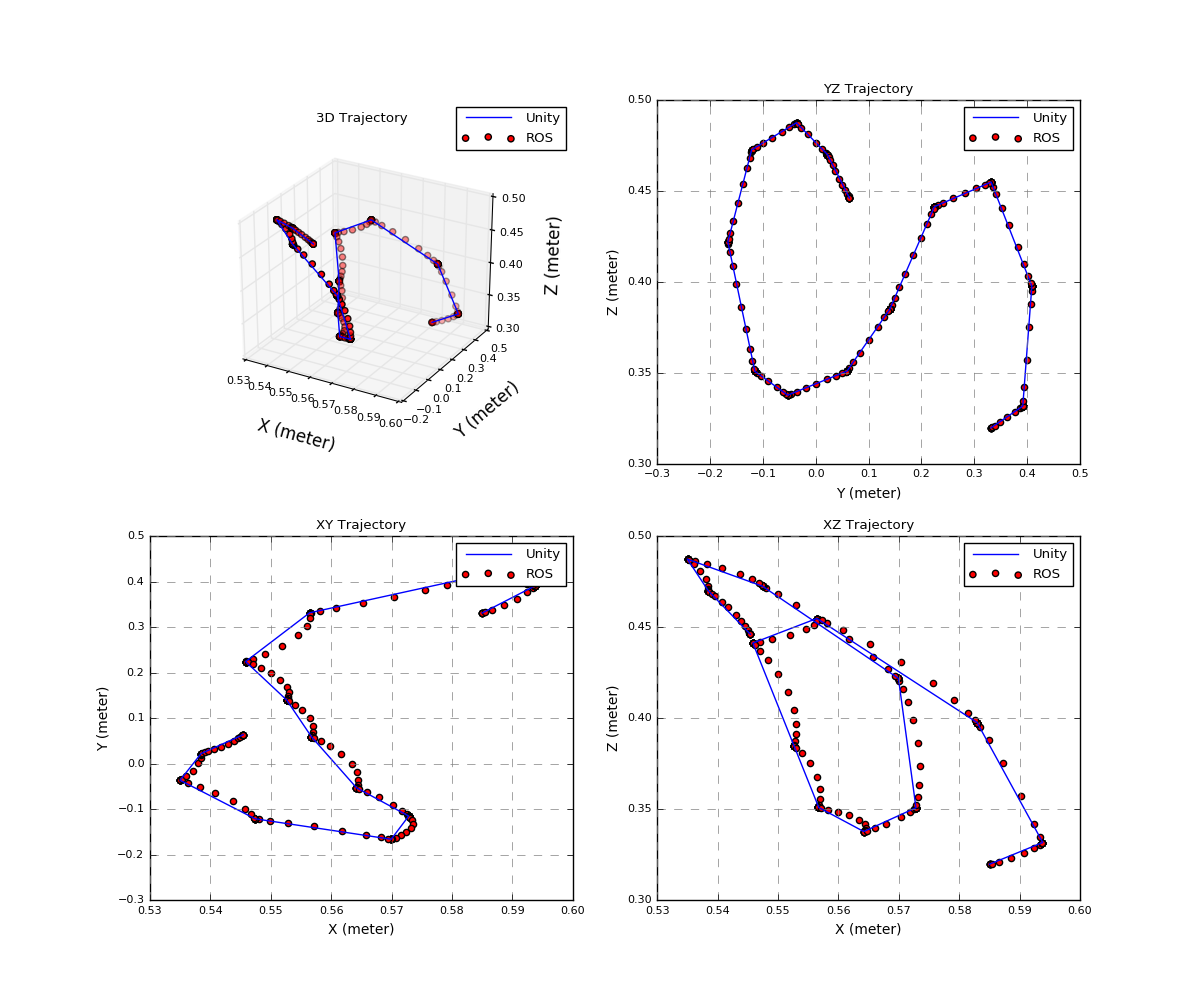 3D Trajectory
Unity
ROS
0.50
0.45
0.40
0.35
0.30
Z (meter)
0.53
0.54
0.55
0.56
0.57
0.58
0.59
0.60
X (meter)
−0.2
−0.1
0.0
0.1
0.2
0.3
0.4
0.5
Y (meter)
YZ Trajectory
Unity
ROS
0.50
0.45
0.40
0.35
0.30
Z (meter)
−0.3 −0.2 −0.1 0.0 0.1 0.2 0.3 0.4 0.5
Y (meter)
XY Trajectory
Unity
ROS
0.5
0.4
0.3
0.2
0.1
0.0
−0.1
−0.2
−0.3
Y (meter)
0.53 0.54 0.55 0.56 0.57 0.58 0.59 0.60
X (meter)
XZ Trajectory
Unity
ROS
0.50
0.45
0.40
0.35
0.30
Z (meter)
0.53 0.54 0.55 0.56 0.57 0.58 0.59 0.60
X (meter)